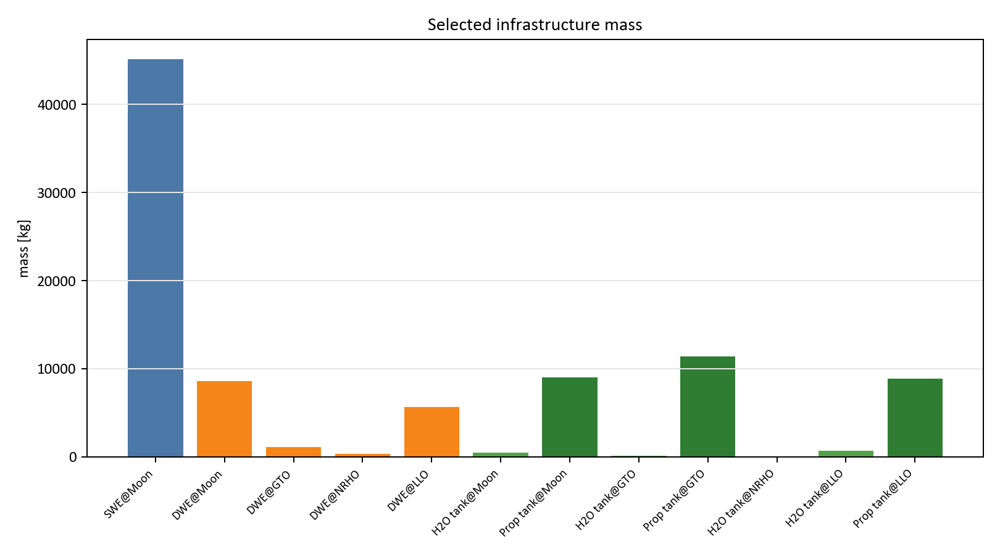 Selected infrastructure mass
mass [kg]
40000
30000
20000
10000
0
SWE@Moon
DWE@Moon
DWE@GTO
DWE@NRHO
DWE@LLO
H2O tank@Moon
Prop tank@Moon
H2O tank@GTO
Prop tank@GTO
H2O tank@NRHO
H2O tank@LLO
Prop tank@LLO